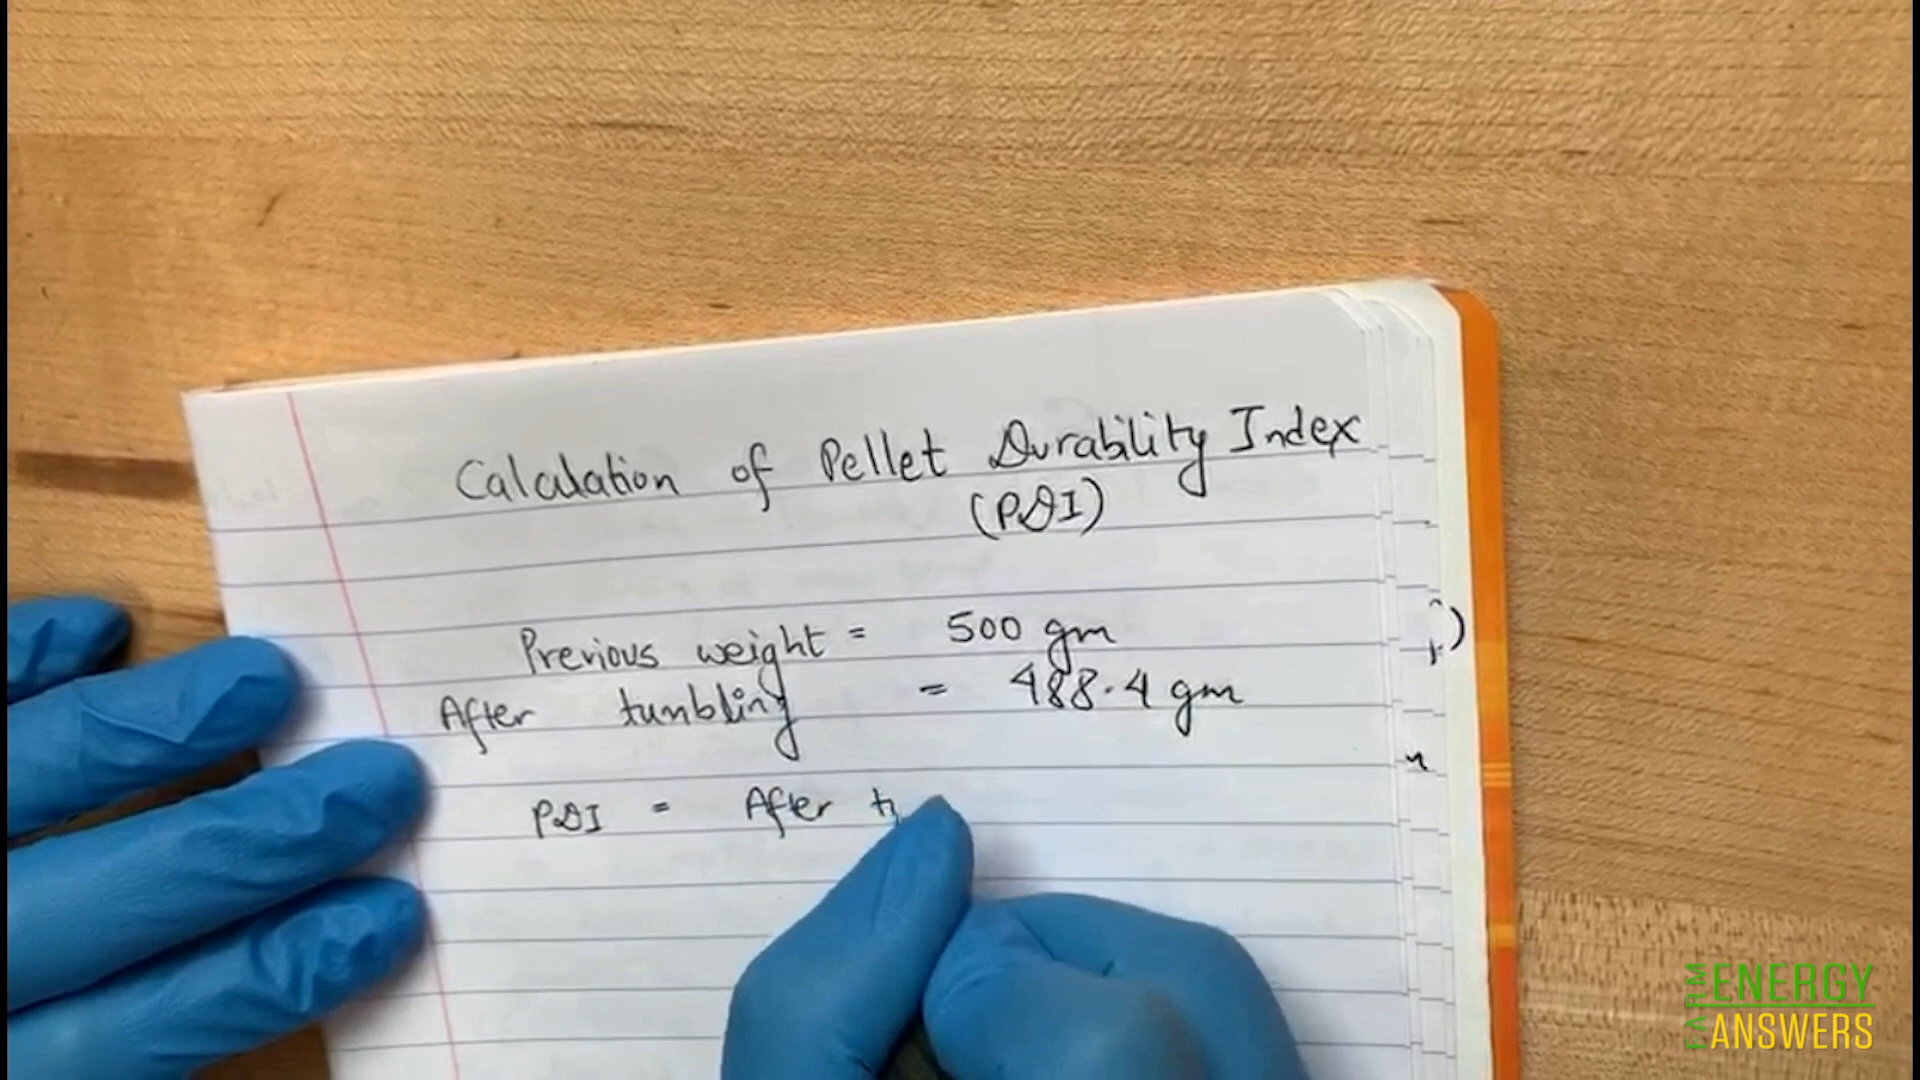 Calculation of Pellet Durability Index
(PDI)
Previous weight = 500 gm
After tumbling = 488.4 gm
PDI = After
FARM ENERGY ANSWERS